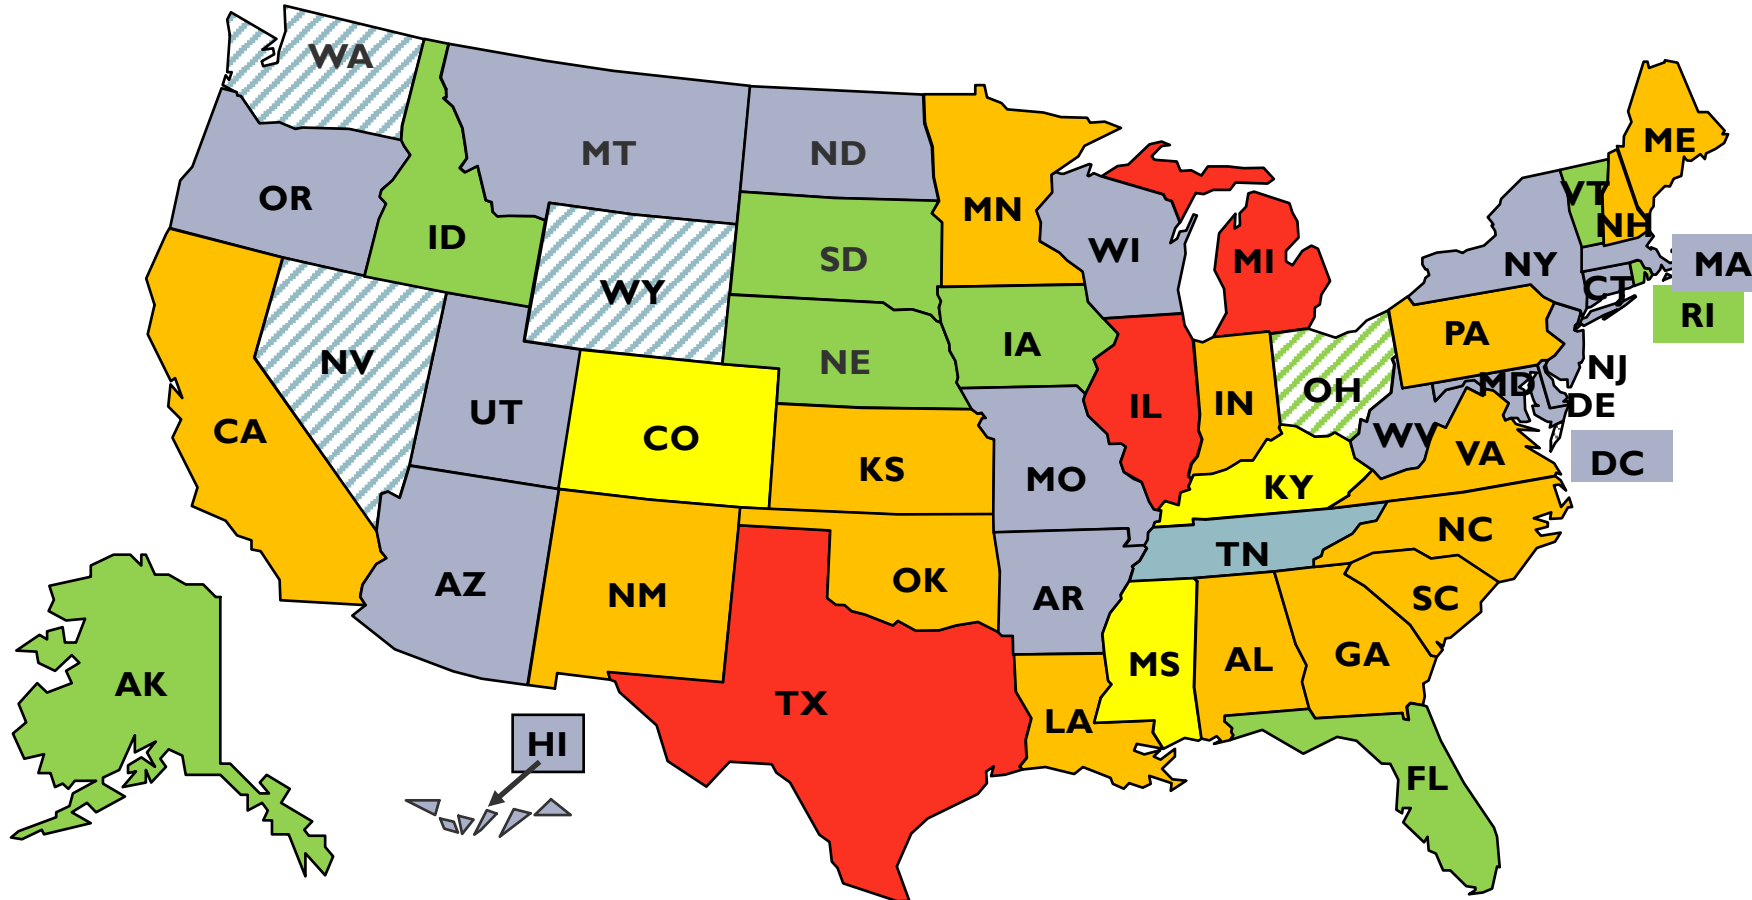 WA
MT
ND
ME
OR
ID
MN
VT
NH
WI
MI
SD
NY
MA
WY
CT
RI
NV
NE
IA
PA
NJ
UT
CO
OH
MD
DE
CA
KS
IL
IN
WV
VA
DC
MO
KY
NC
TN
AZ
NM
OK
AR
SC
AK
MS
AL
GA
TX
LA
HI
FL